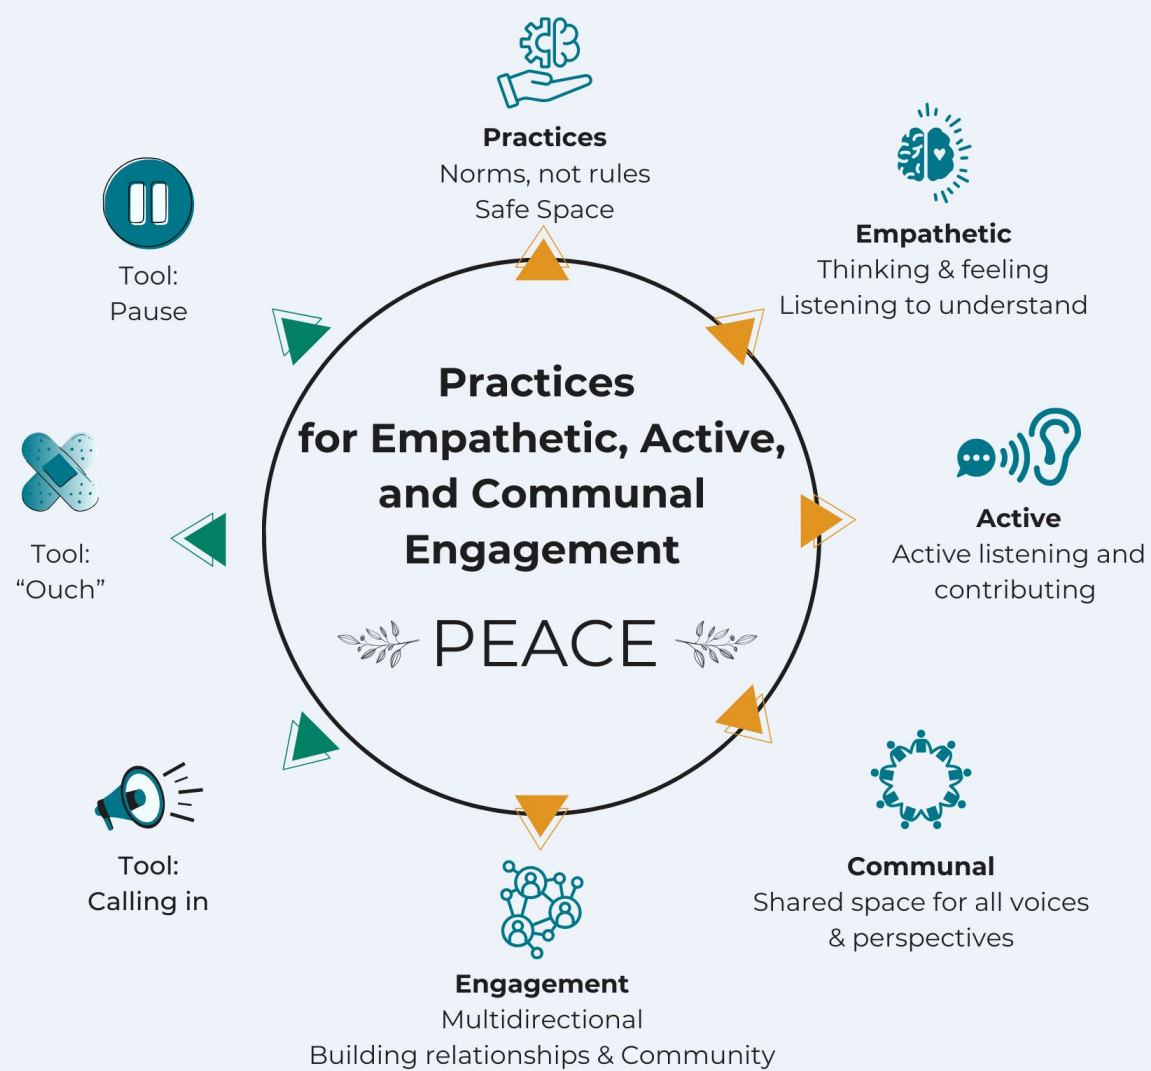 Practices
Norms, not rules
Safe Space
Empathetic
Thinking & feeling
Listening to understand
Active
Active listening and
contributing
Communal
Shared space for all voices
& perspectives
Engagement
Multidirectional
Building relationships & Community
Tool:
Calling in
Tool:
“Ouch”
Tool:
Pause
Practices
for Empathetic, Active,
and Communal
Engagement
PEACE